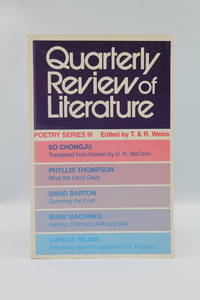 Quarterly
Review of
Literature
POETRY SERIES III Edited by T. & R. Weiss
SO CHONGJU
Translated from Korean by D. R. McCann
PHYLLIS THOMPSON
What the Land Gave
DAVID BARTON
Surviving the Cold
MAIRI MACINNES
Herring, Oatmeal, Milk and Salt
CARLOS NEJAR
Translated from Portuguese by M. Picciotto